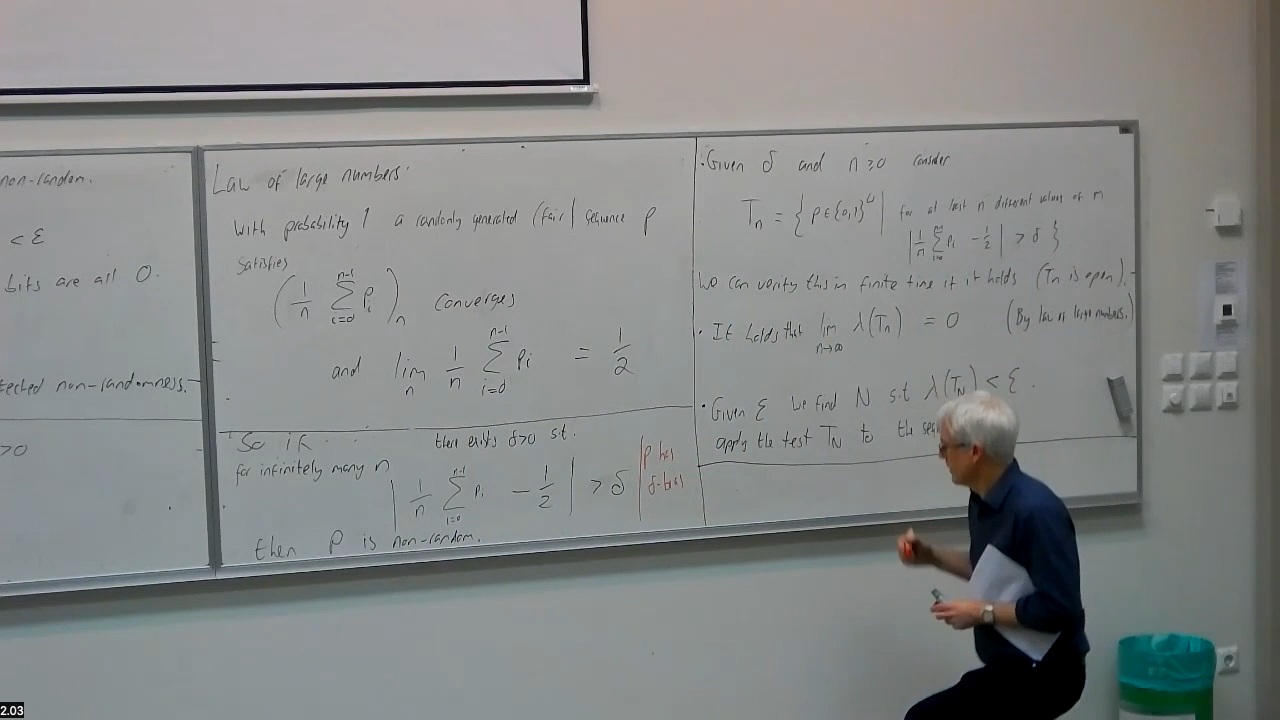 non-random.
< ε
bits are all 0.
tected non-randomness.
>0
Law of large numbers:
With probability 1 a randomly generated (fair) sequence ρ
satisfies
(1/n ∑_{i=0}^{n-1} ρ_i)_n converges
and lim_n 1/n ∑_{i=0}^{n-1} ρ_i = 1/2
So if there exists δ>0 s.t.
for infinitely many n
|1/n ∑_{i=0}^{n-1} ρ_i - 1/2| > δ
ρ has
δ-bias
then ρ is non-random.
· Given δ and n≥0 consider
T_n = { ρ∈{0,1}^ω | for at least n different values of m
|1/n ∑_{i=0}^{n-1} ρ_i - 1/2| > δ }
We can verify this in finite time if it holds (T_n is open).
· It holds that lim_{n→∞} λ(T_n) = 0 (By law of large numbers.)
· Given ε we find N s.t λ(T_N) < ε.
apply the test T_N to the
2.03